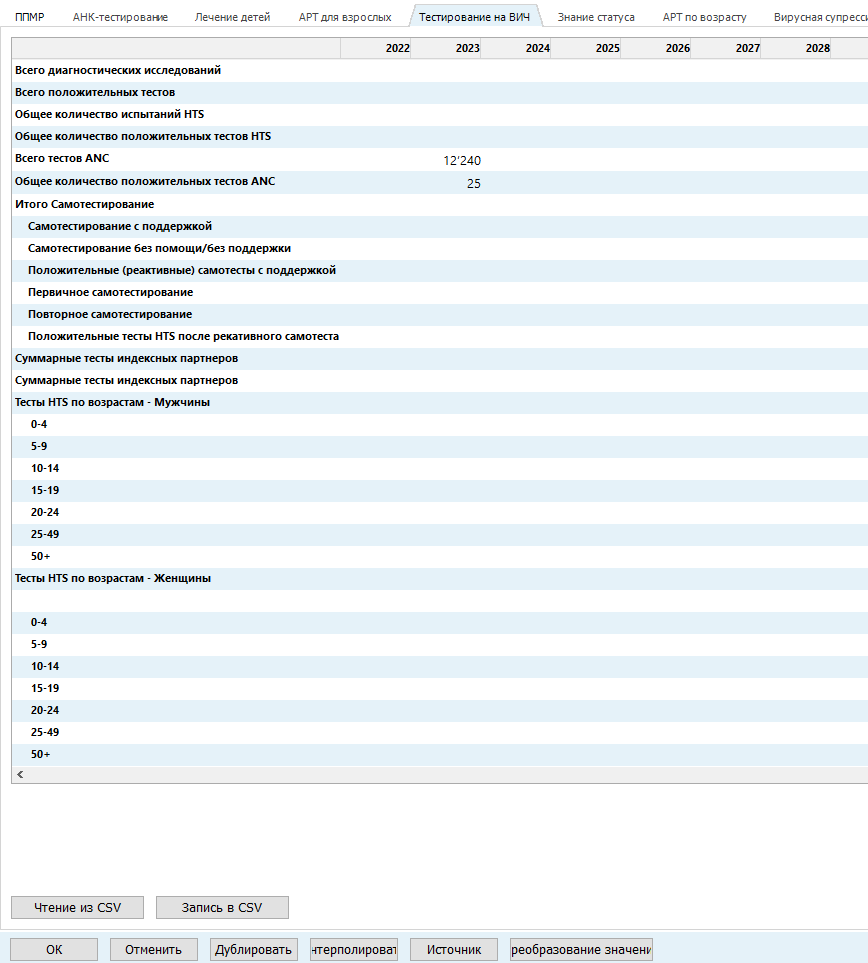 ППМР АНК-тестирование Лечение детей АРТ для взрослых Тестирование на ВИЧ Знание статуса АРТ по возрасту Вирусная супресси
2022 2023 2024 2025 2026 2027 2028
Всего диагностических исследований
Всего положительных тестов
Общее количество испытаний HTS
Общее количество положительных тестов HTS
Всего тестов ANC 12'240
Общее количество положительных тестов ANC 25
Итого Самотестирование
Самотестирование с поддержкой
Самотестирование без помощи/без поддержки
Положительные (реактивные) самотесты с поддержкой
Первичное самотестирование
Повторное самотестирование
Положительные тесты HTS после рекативного самотеста
Суммарные тесты индексных партнеров
Суммарные тесты индексных партнеров
Тесты HTS по возрастам - Мужчины
0-4
5-9
10-14
15-19
20-24
25-49
50+
Тесты HTS по возрастам - Женщины
0-4
5-9
10-14
15-19
20-24
25-49
50+
Чтение из CSV Запись в CSV
ОК Отменить Дублировать нтерполироват Источник реобразование значени